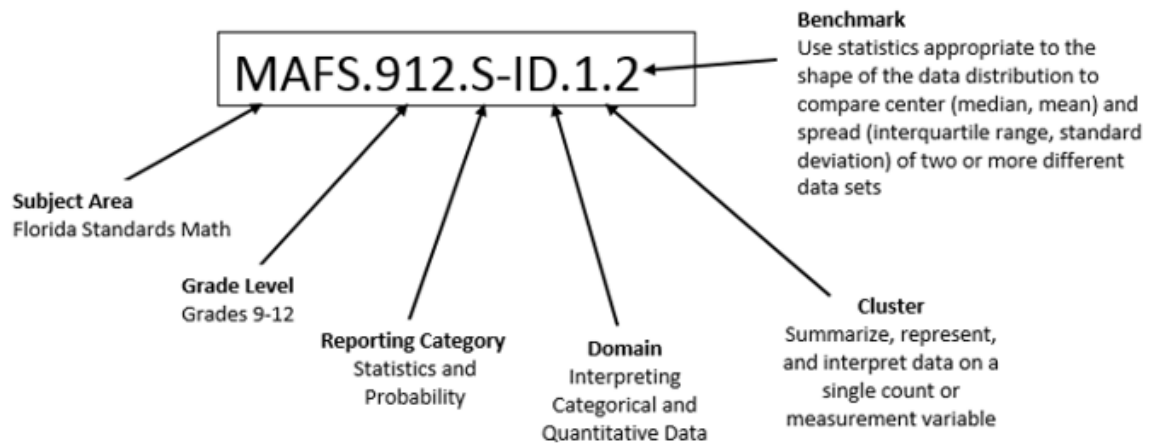 MAFS.912.S-ID.1.2
Benchmark
Use statistics appropriate to the
shape of the data distribution to
compare center (median, mean) and
spread (interquartile range, standard
deviation) of two or more different
data sets
Subject Area
Florida Standards Math
Grade Level
Grades 9-12
Reporting Category
Statistics and
Probability
Domain
Interpreting
Categorical and
Quantitative Data
Cluster
Summarize, represent,
and interpret data on a
single count or
measurement variable